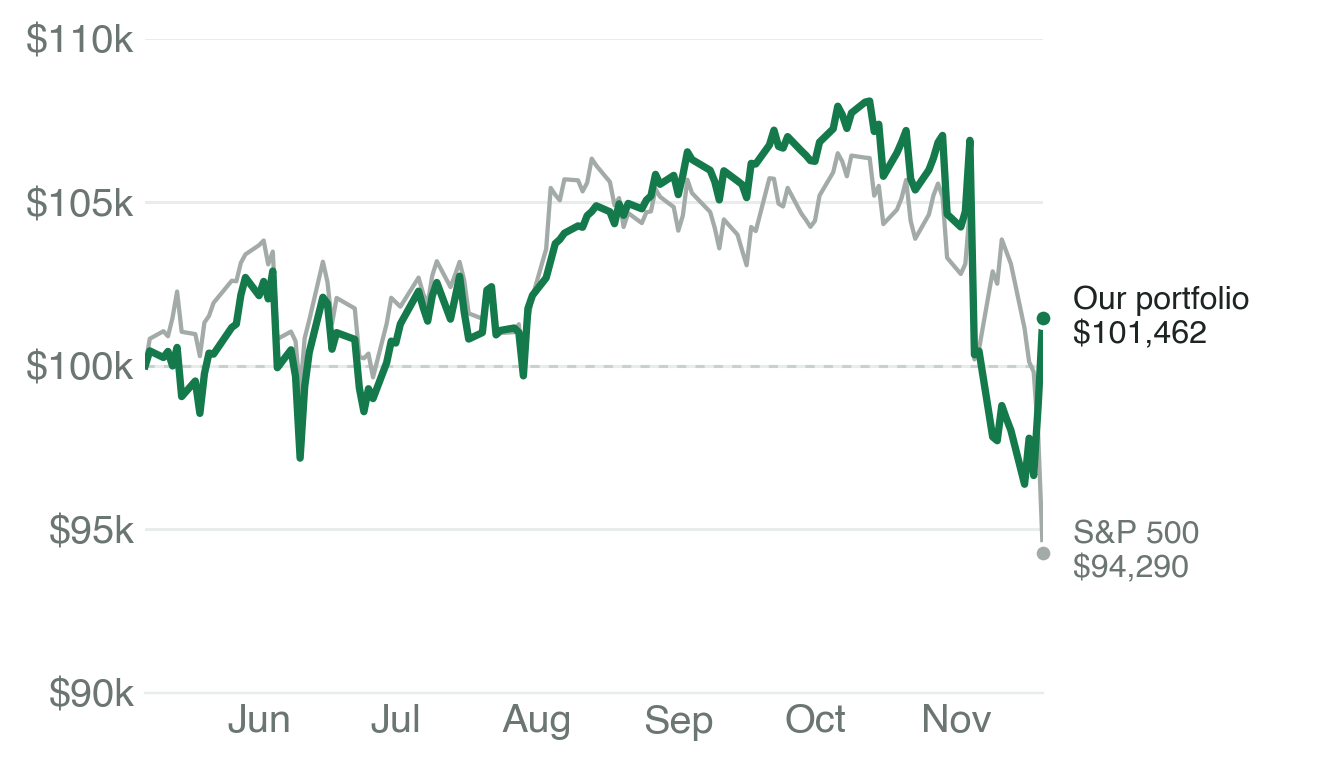 $110k
$105k
$100k
$95k
$90k
Our portfolio
$101,462
S&P 500
$94,290
Jun Jul Aug Sep Oct Nov